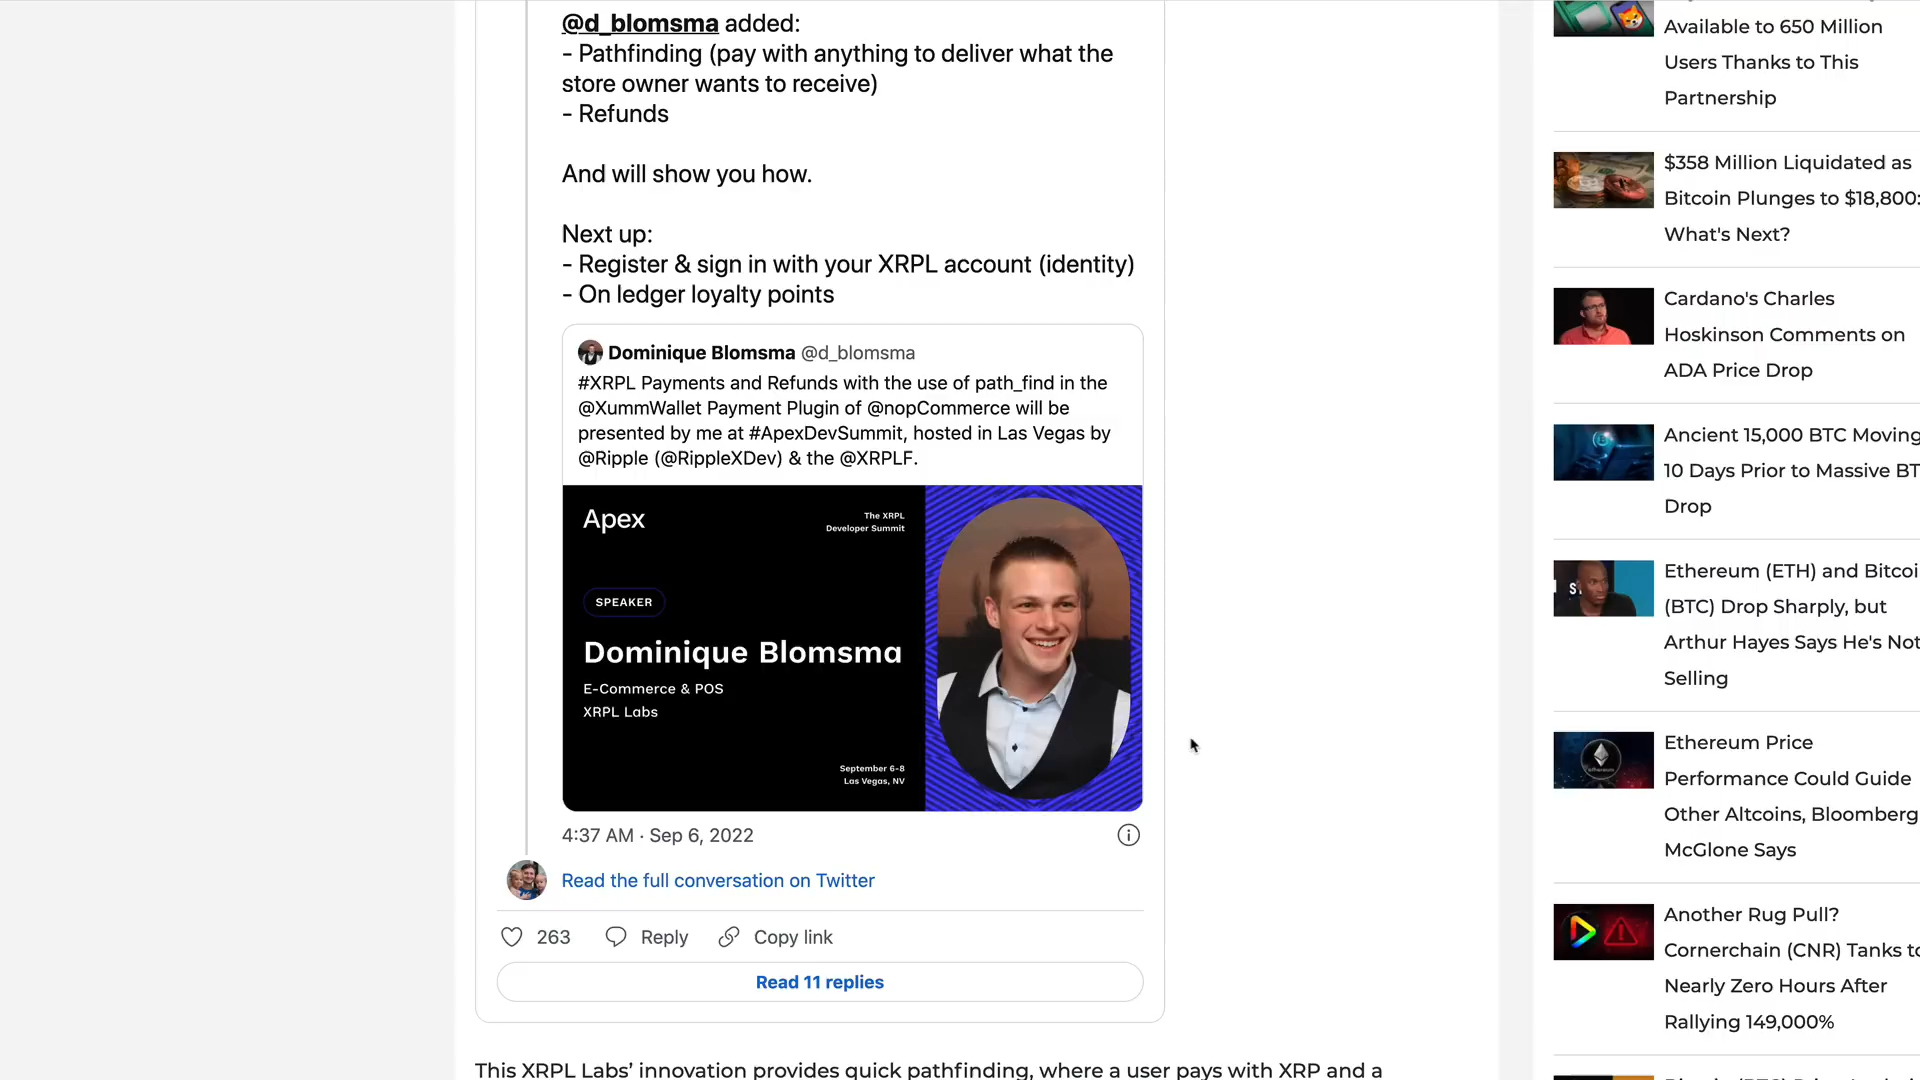 @d_blomsma added:
- Pathfinding (pay with anything to deliver what the
store owner wants to receive)
- Refunds
And will show you how.
Next up:
- Register & sign in with your XRPL account (identity)
- On ledger loyalty points
Dominique Blomsma @d_blomsma
#XRPL Payments and Refunds with the use of path_find in the
@XummWallet Payment Plugin of @nopCommerce will be
presented by me at #ApexDevSummit, hosted in Las Vegas by
@Ripple (@RippleXDev) & the @XRPLF.
Apex
The XRPL
Developer Summit
SPEAKER
Dominique Blomsma
E-Commerce & POS
XRPL Labs
September 6-8
Las Vegas, NV
4:37 AM · Sep 6, 2022
Read the full conversation on Twitter
263 Reply Copy link
Read 11 replies
This XRPL Labs’ innovation provides quick pathfinding, where a user pays with XRP and a
Available to 650 Million
Users Thanks to This
Partnership
$358 Million Liquidated as
Bitcoin Plunges to $18,800:
What's Next?
Cardano's Charles
Hoskinson Comments on
ADA Price Drop
Ancient 15,000 BTC Moving
10 Days Prior to Massive BT
Drop
Ethereum (ETH) and Bitcoi
(BTC) Drop Sharply, but
Arthur Hayes Says He's Not
Selling
Ethereum Price
Performance Could Guide
Other Altcoins, Bloomberg
McGlone Says
Another Rug Pull?
Cornerchain (CNR) Tanks to
Nearly Zero Hours After
Rallying 149,000%